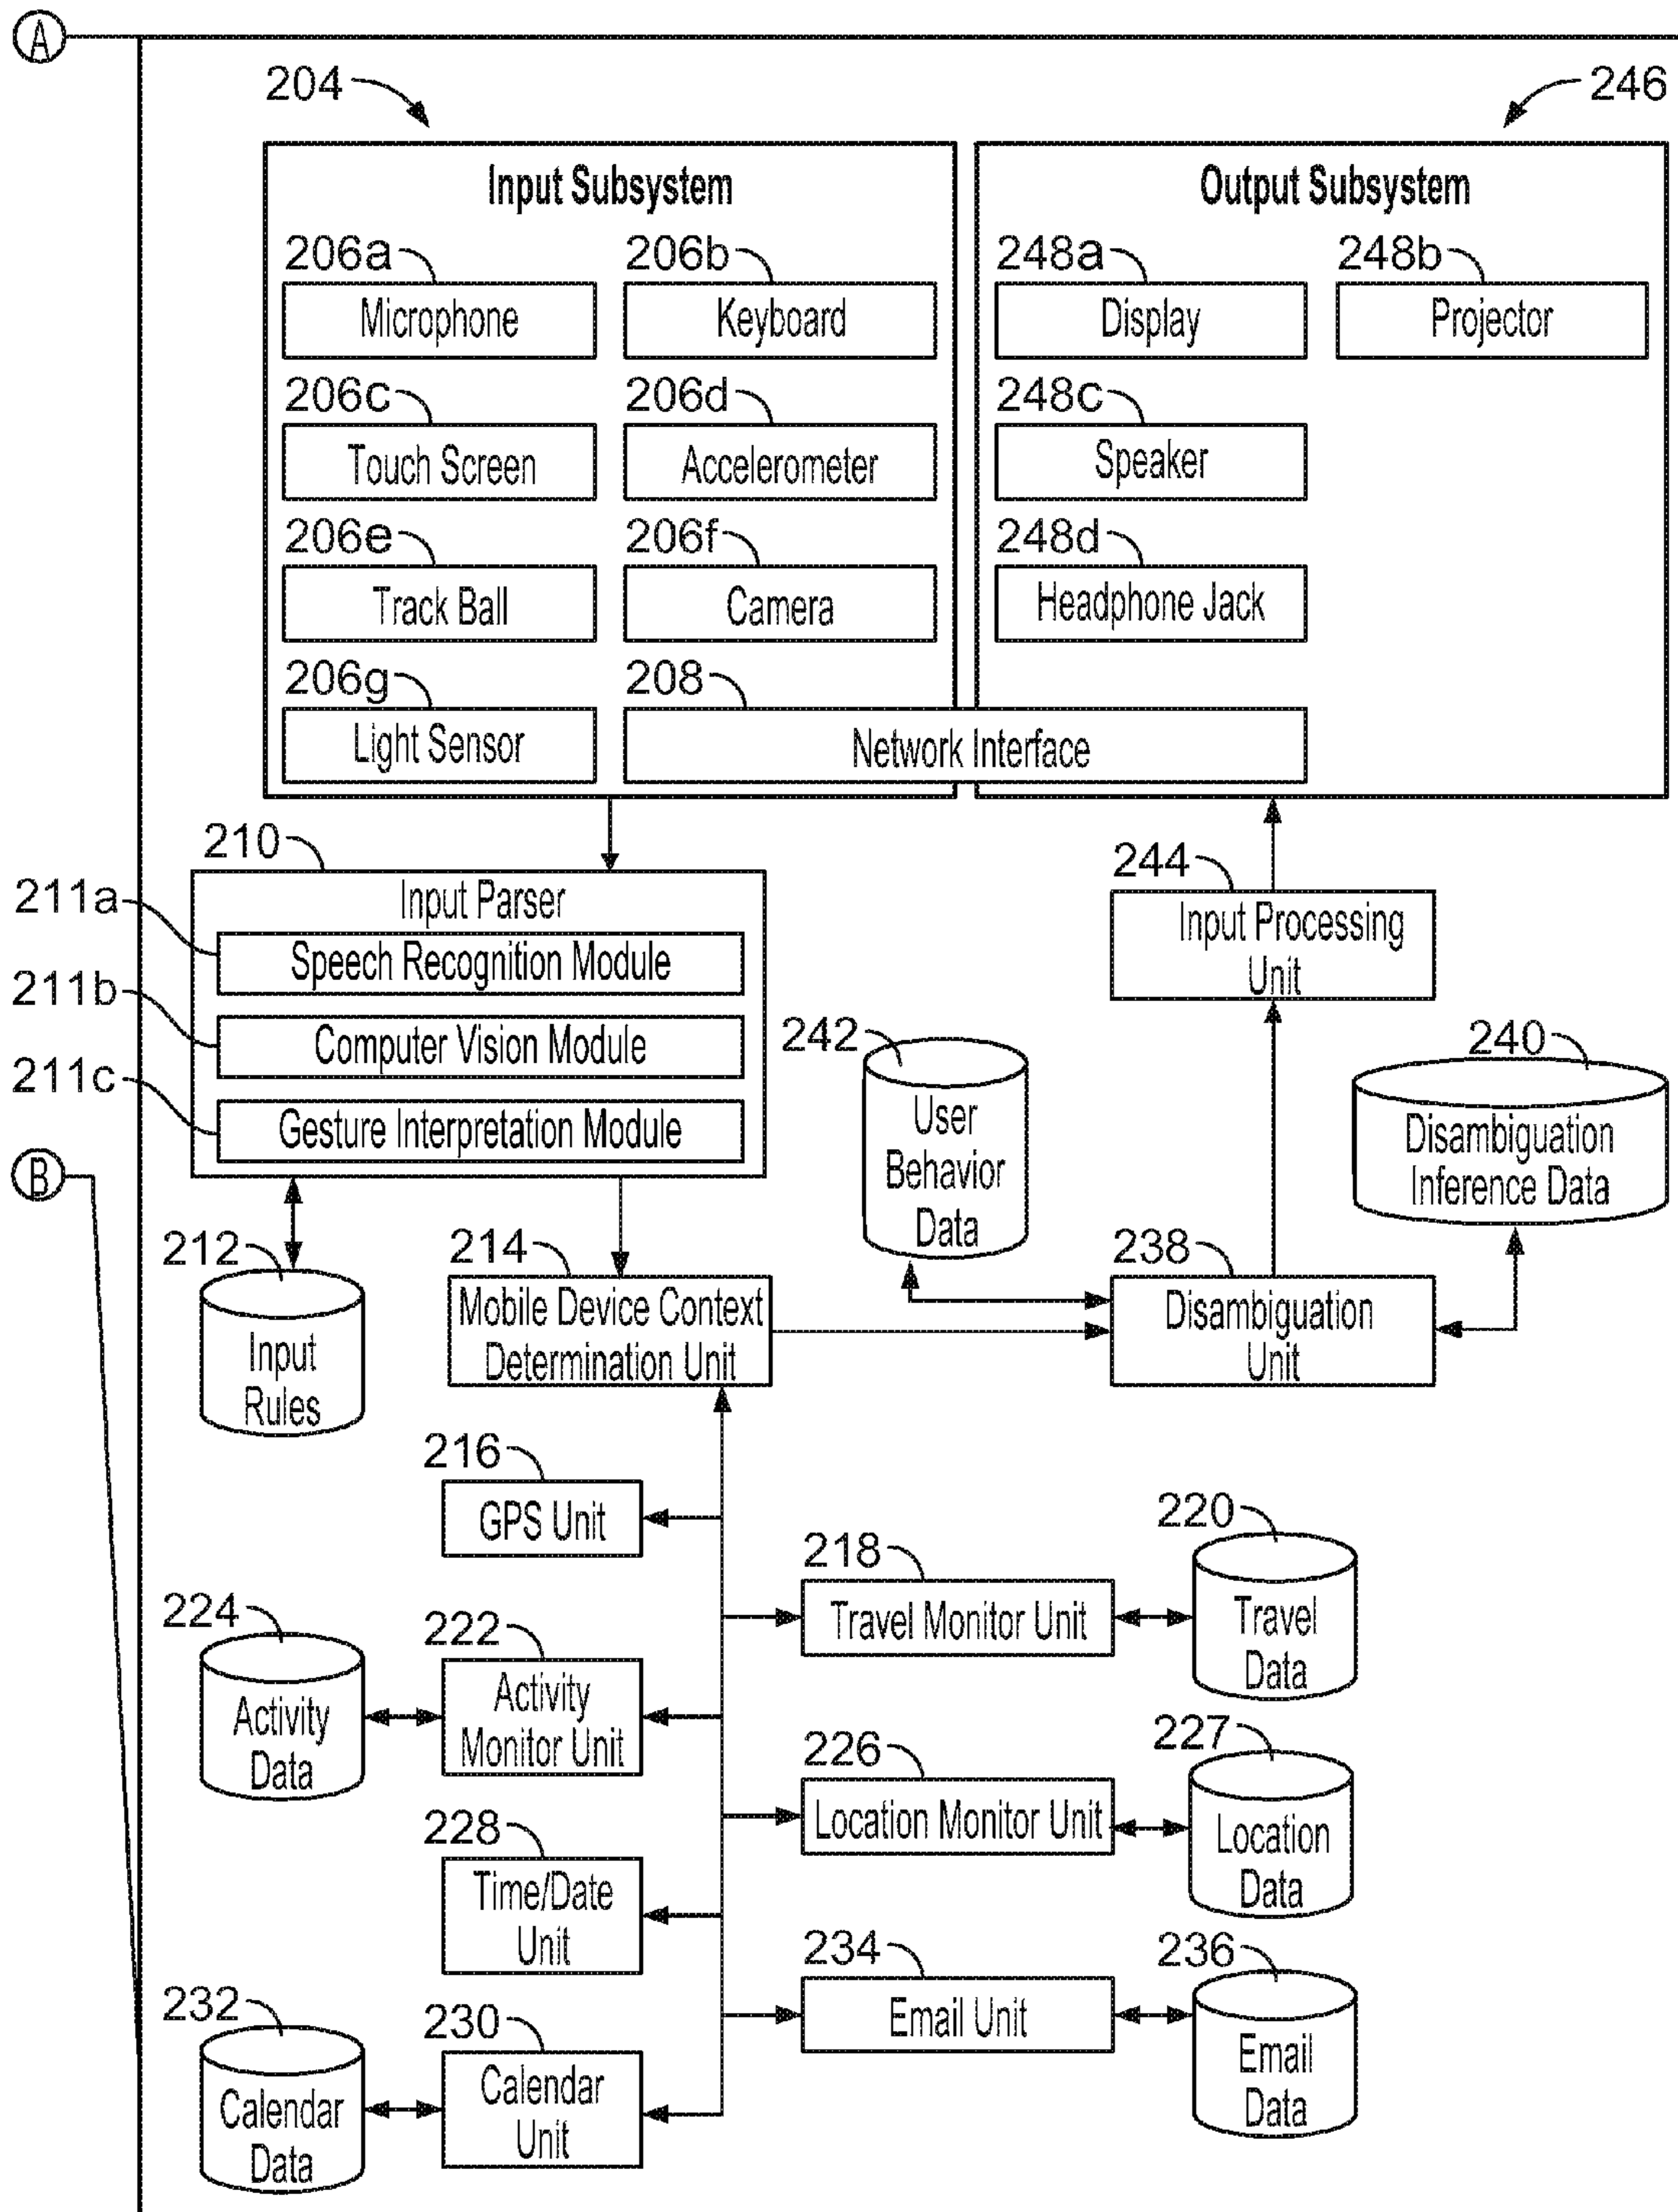 A
204
246
Input Subsystem
Output Subsystem
206a
206b
248a
248b
Microphone
Keyboard
Display
Projector
206c
206d
248c
Touch Screen
Accelerometer
Speaker
206e
206f
248d
Track Ball
Camera
Headphone Jack
206g
208
Light Sensor
Network Interface
210
244
Input Parser
Input Processing
Unit
211a
Speech Recognition Module
211b
Computer Vision Module
211c
Gesture Interpretation Module
242
240
User
Behavior
Data
Disambiguation
Inference Data
B
212
214
238
Input
Rules
Mobile Device Context
Determination Unit
Disambiguation
Unit
216
GPS Unit
218
220
Travel Monitor Unit
Travel
Data
224
222
Activity
Data
Activity
Monitor Unit
226
227
Location Monitor Unit
Location
Data
228
Time/Date
Unit
234
236
Email Unit
Email
Data
232
230
Calendar
Data
Calendar
Unit